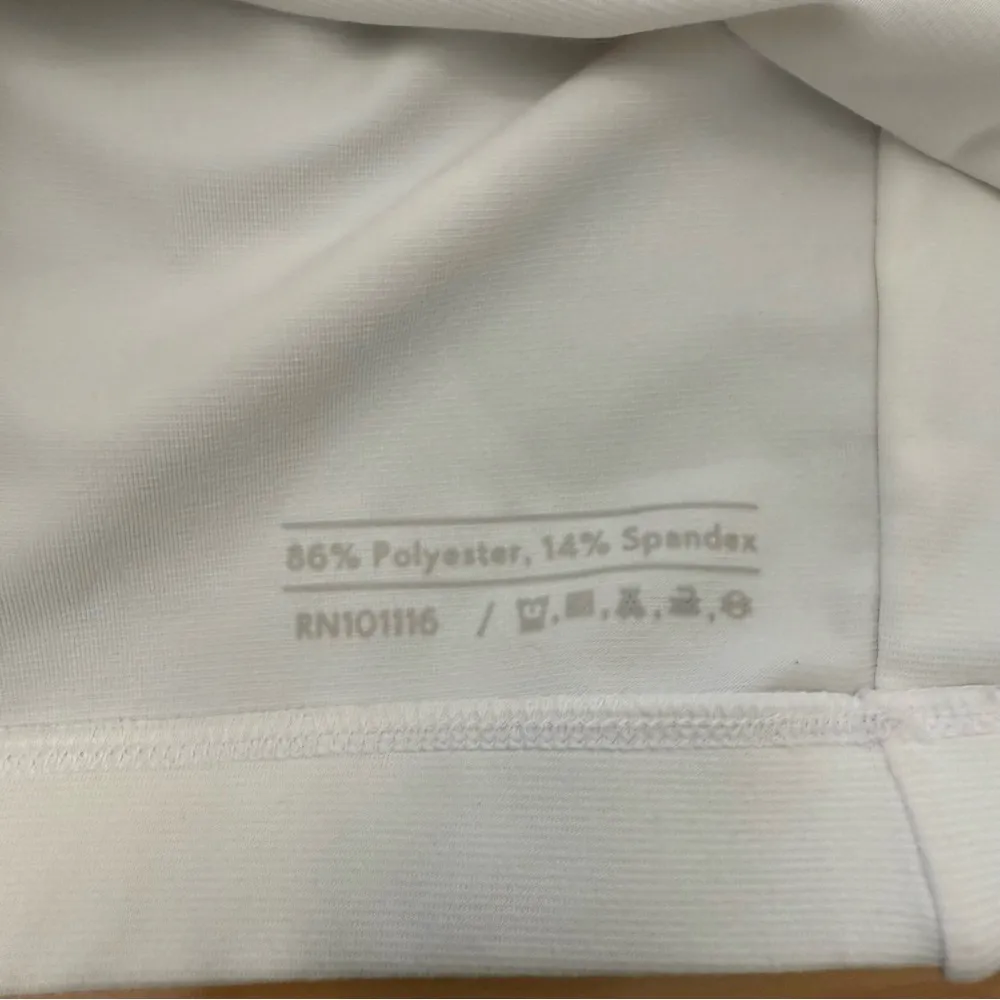 86% Polyester, 14% Spandex
RN101116 /